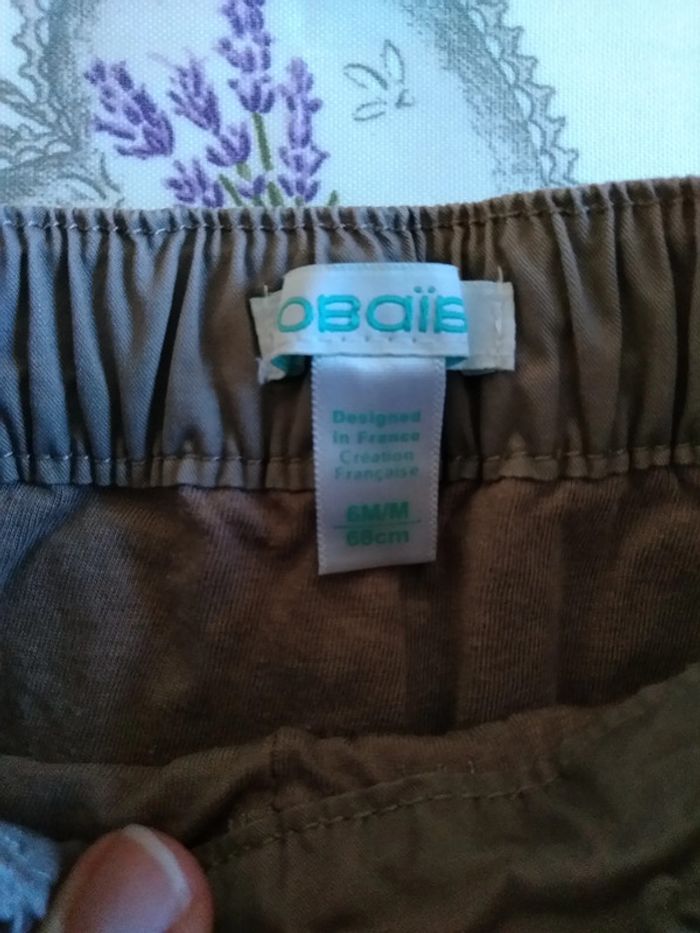 obaïbi
Designed
in France
Création
Française
6M/M
68cm